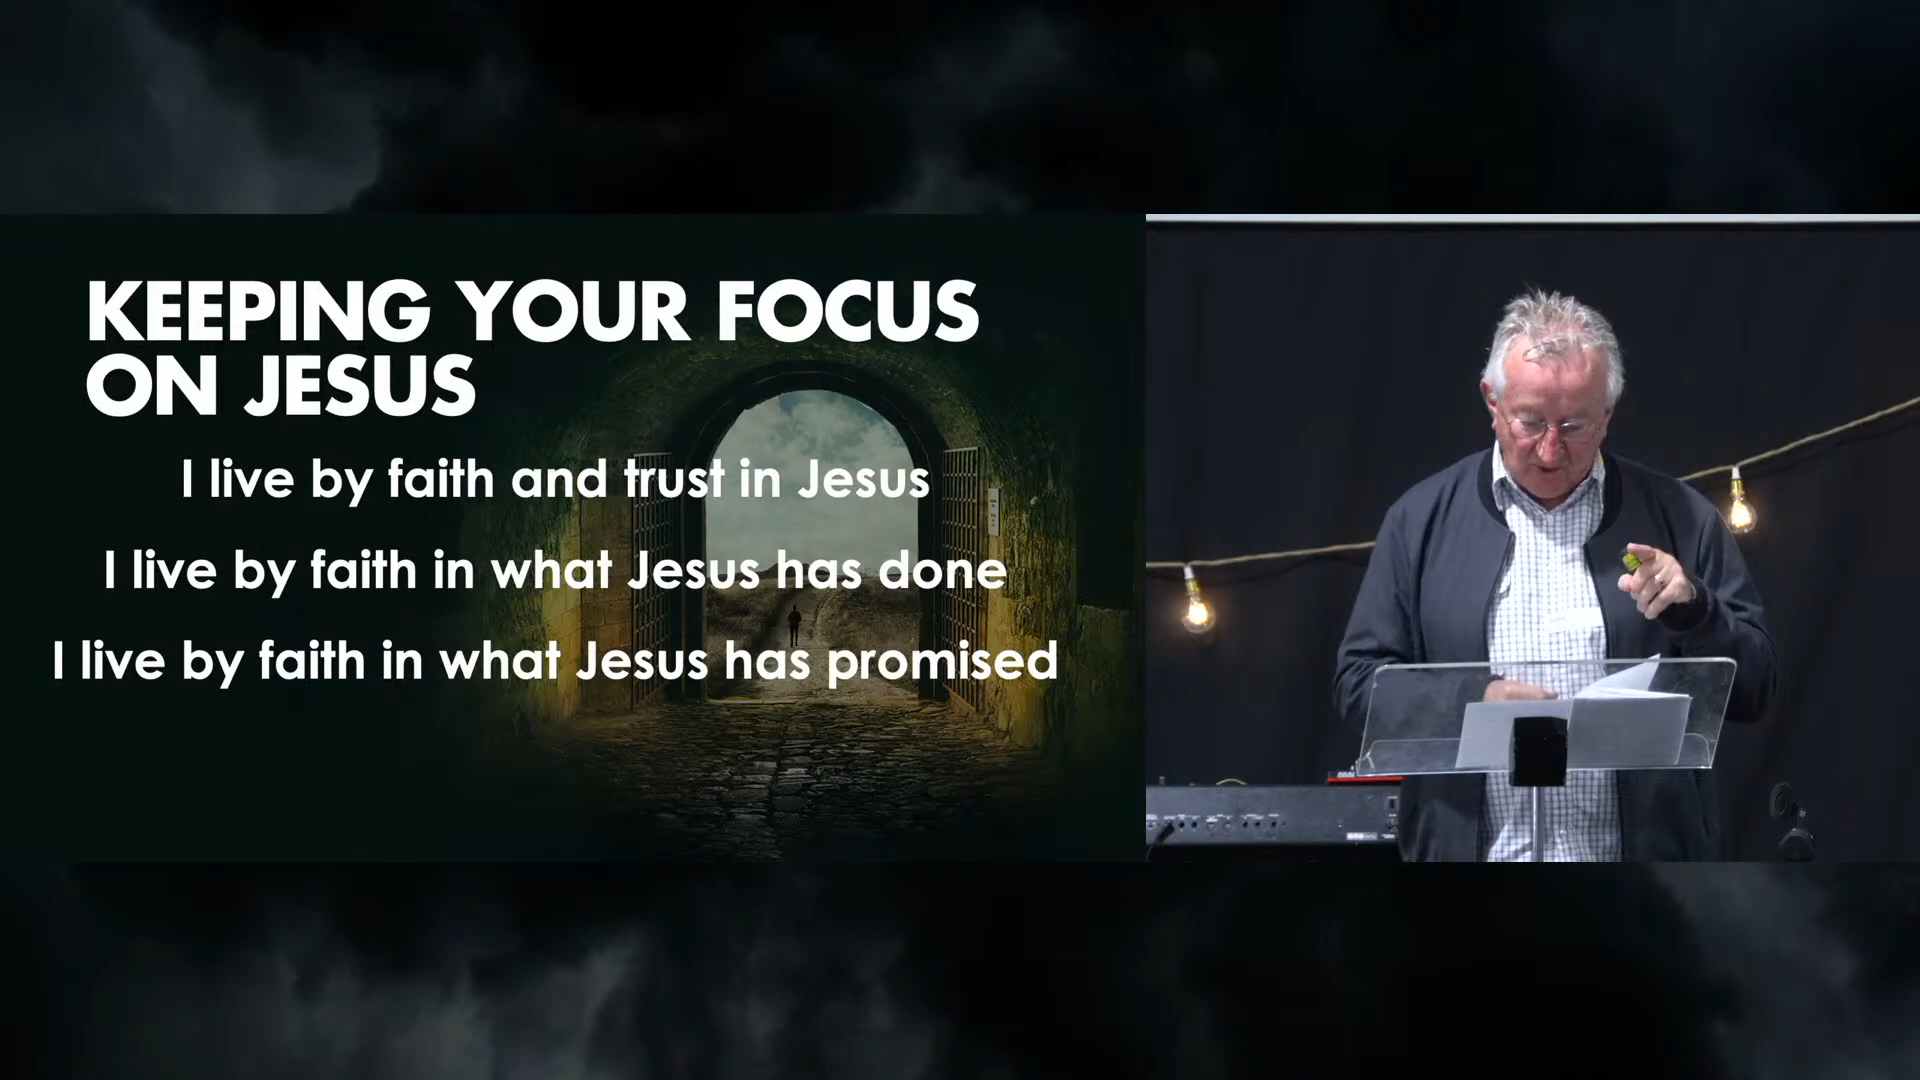 KEEPING YOUR FOCUS
ON JESUS
I live by faith and trust in Jesus
I live by faith in what Jesus has done
I live by faith in what Jesus has promised